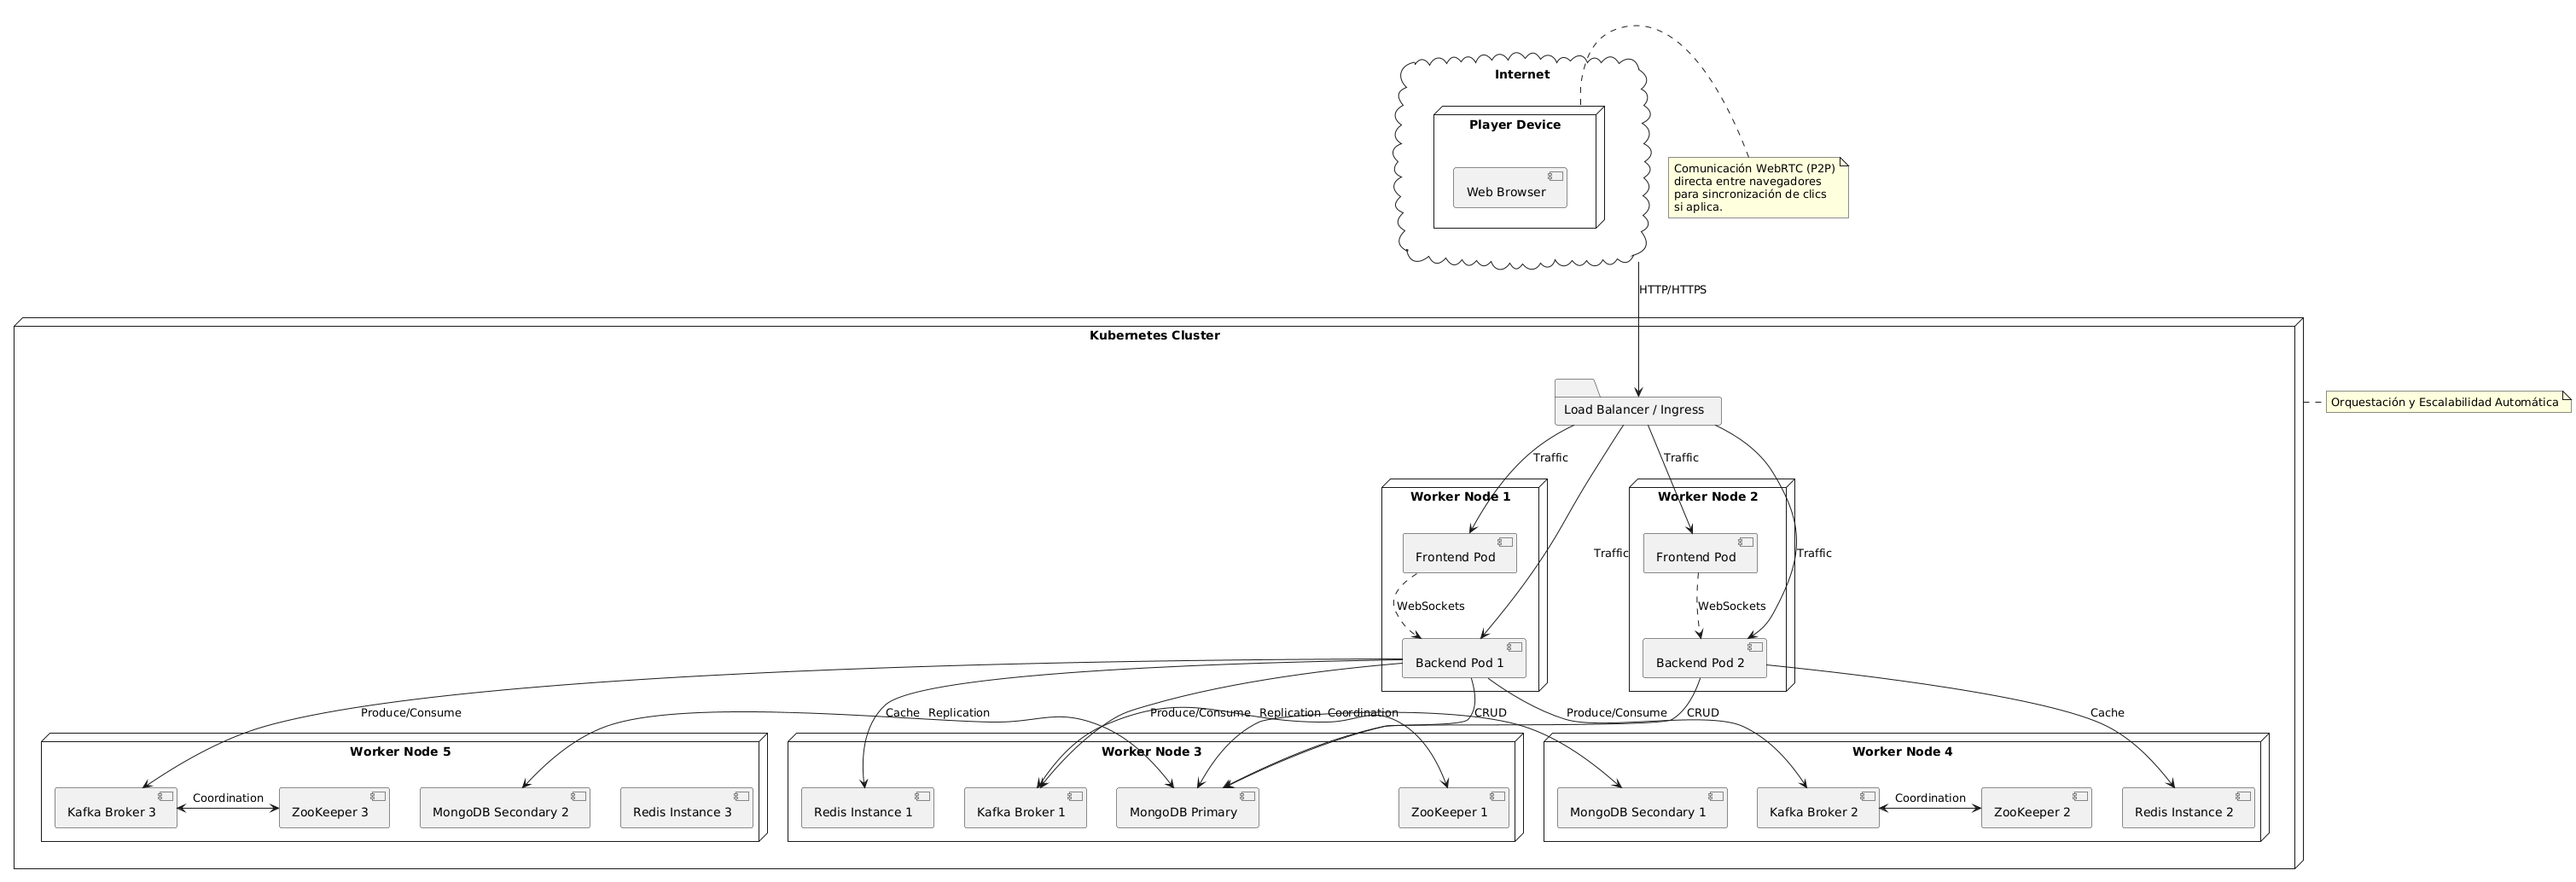 Internet
Player Device
Web Browser
Comunicación WebRTC (P2P)
directa entre navegadores
para sincronización de clics
si aplica.
HTTP/HTTPS
Kubernetes Cluster
Load Balancer / Ingress
Orquestación y Escalabilidad Automática
Traffic
Traffic
Worker Node 1
Worker Node 2
Frontend Pod
Traffic
Frontend Pod
Traffic
WebSockets
WebSockets
Backend Pod 1
Backend Pod 2
Produce/Consume
Cache
Replication
Produce/Consume
Replication
Coordination
CRUD
Produce/Consume
CRUD
Cache
Worker Node 5
Kafka Broker 3
Coordination
ZooKeeper 3
MongoDB Secondary 2
Redis Instance 3
Worker Node 3
Redis Instance 1
Kafka Broker 1
MongoDB Primary
ZooKeeper 1
Worker Node 4
MongoDB Secondary 1
Kafka Broker 2
Coordination
ZooKeeper 2
Redis Instance 2